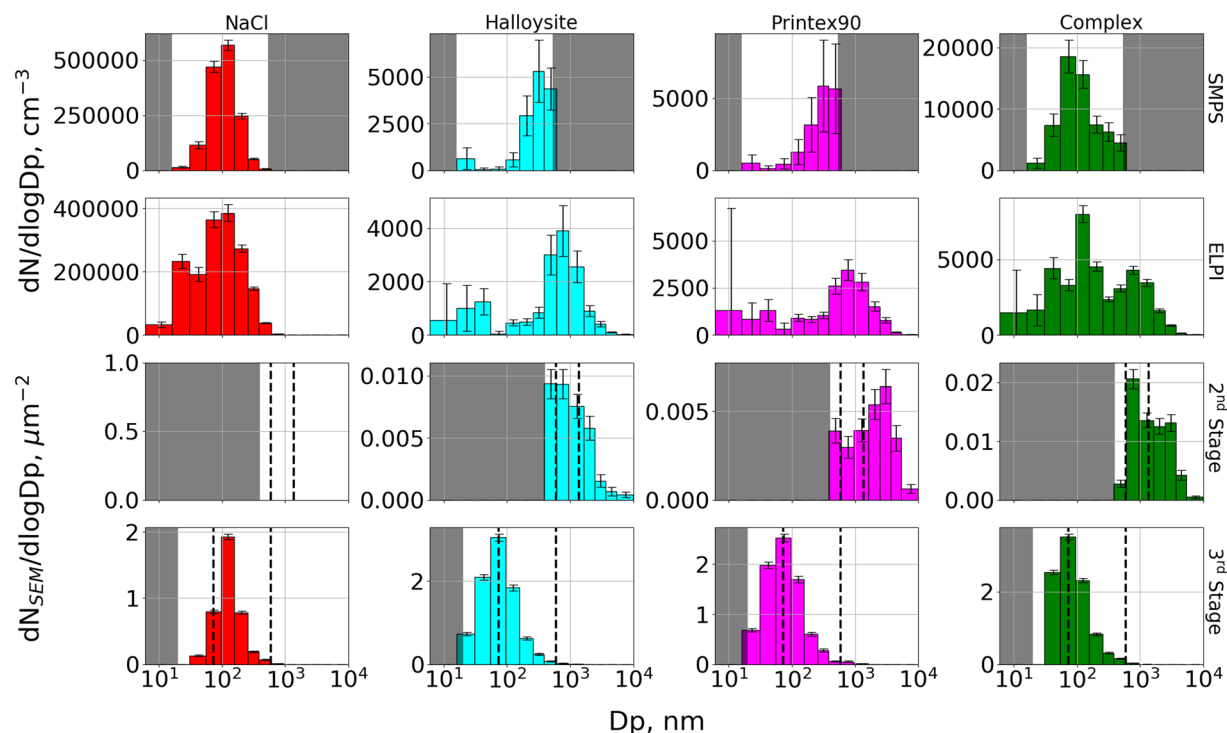 NaCl Halloysite Printex90 Complex
500000 250000 0
5000 2500 0
5000 0
20000 10000 0
SMPS
dN/dlogDp, cm⁻³
400000 200000 0
4000 2000 0
5000 2500 0
5000 0
ELPI
1.0 0.5 0.0
0.010 0.005 0.000
0.005 0.000
0.02 0.01 0.00
2ⁿᵈ Stage
dN_SEM/dlogDp, μm⁻²
2 1 0
2 0
2 1 0
2 0
3ʳᵈ Stage
10¹ 10² 10³ 10⁴
10¹ 10² 10³ 10⁴
10¹ 10² 10³ 10⁴
10¹ 10² 10³ 10⁴
Dp, nm